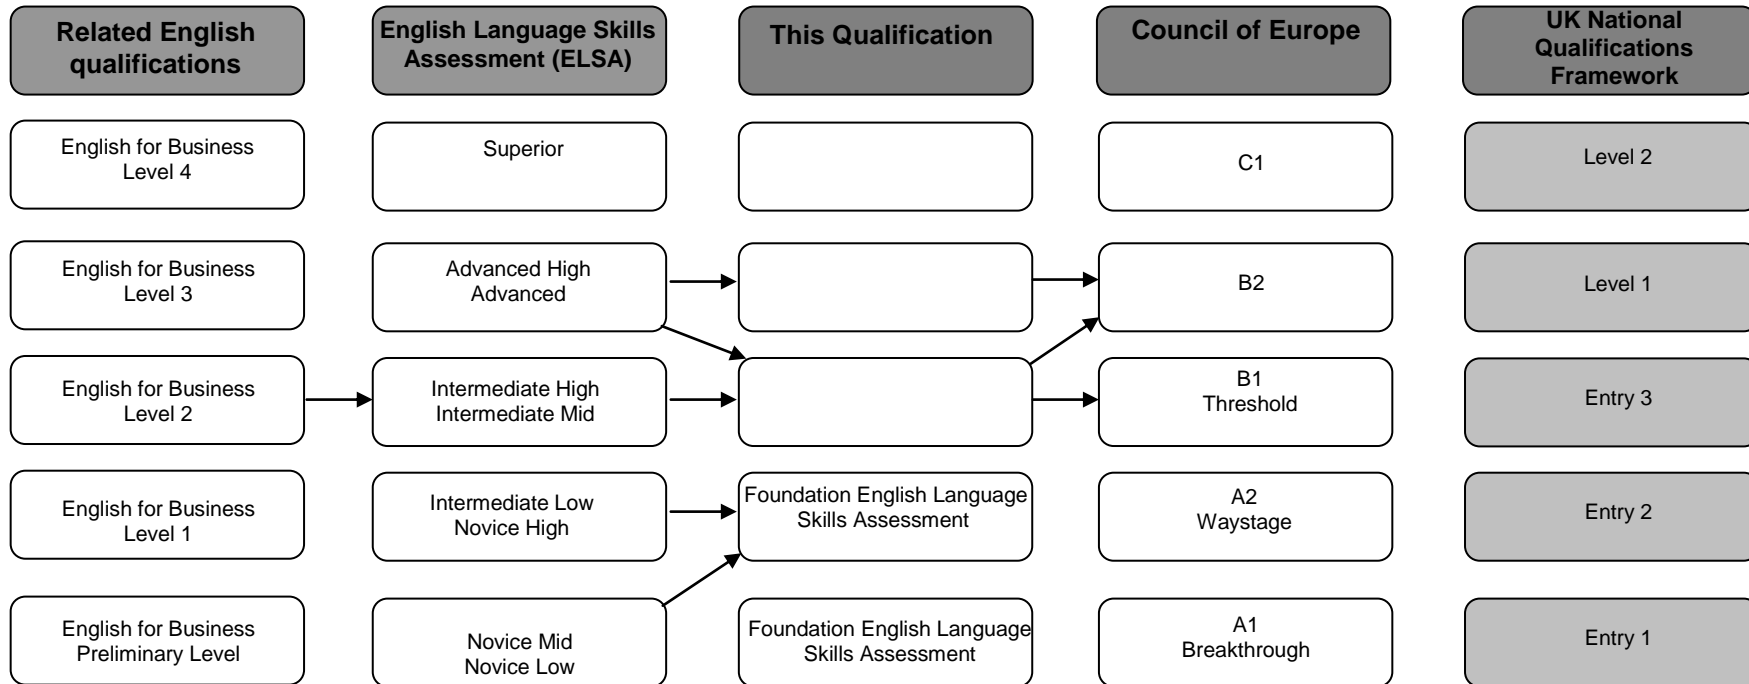 Related English
qualifications
English Language Skills
Assessment (ELSA)
This Qualification
Council of Europe
UK National
Qualifications
Framework
English for Business
Level 4
Superior
C1
Level 2
English for Business
Level 3
Advanced High
Advanced
B2
Level 1
English for Business
Level 2
Intermediate High
Intermediate Mid
B1
Threshold
Entry 3
English for Business
Level 1
Intermediate Low
Novice High
Foundation English Language
Skills Assessment
A2
Waystage
Entry 2
English for Business
Preliminary Level
Novice Mid
Novice Low
Foundation English Language
Skills Assessment
A1
Breakthrough
Entry 1